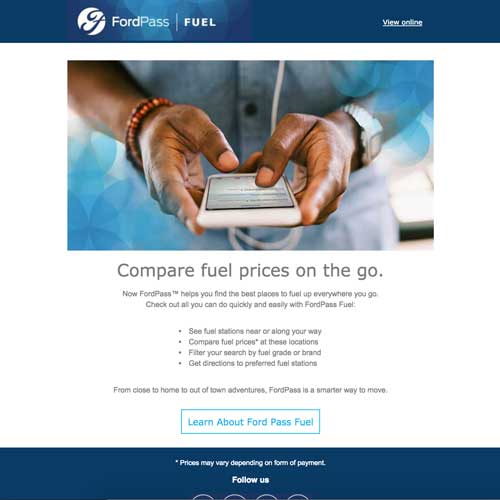 FordPass | FUEL
View online
Compare fuel prices on the go.
Now FordPass™ helps you find the best places to fuel up everywhere you go.
Check out all you can do quickly and easily with FordPass Fuel:
• See fuel stations near or along your way
• Compare fuel prices* at these locations
• Filter your search by fuel grade or brand
• Get directions to preferred fuel stations
From close to home to out of town adventures, FordPass is a smarter way to move.
Learn About Ford Pass Fuel
* Prices may vary depending on form of payment.
Follow us